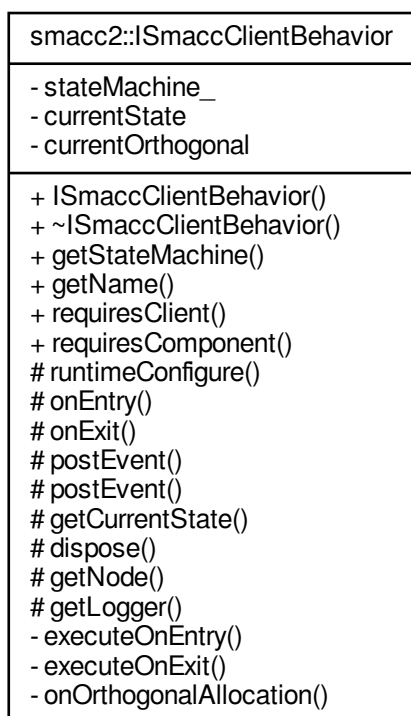 smacc2::ISmaccClientBehavior
- stateMachine_
- currentState
- currentOrthogonal
+ ISmaccClientBehavior()
+ ~ISmaccClientBehavior()
+ getStateMachine()
+ getName()
+ requiresClient()
+ requiresComponent()
# runtimeConfigure()
# onEntry()
# onExit()
# postEvent()
# postEvent()
# getCurrentState()
# dispose()
# getNode()
# getLogger()
- executeOnEntry()
- executeOnExit()
- onOrthogonalAllocation()